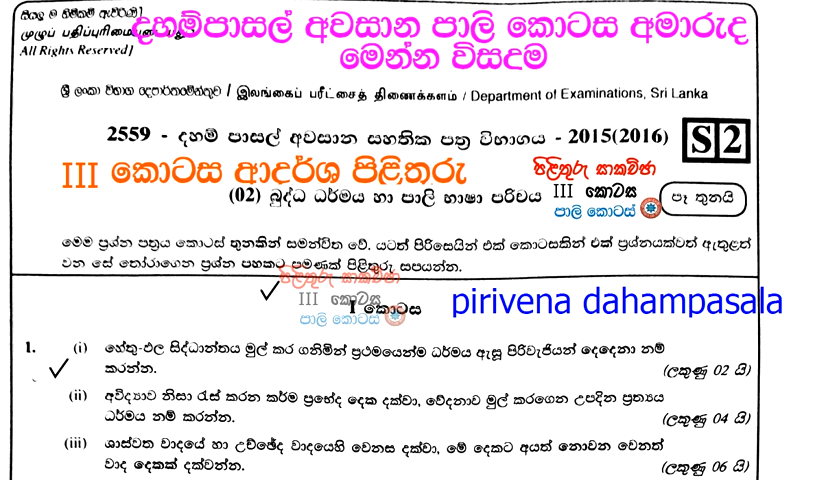 සියලු ම හිමිකම් ඇවිරිණි]
முழுப் பதிப்புரிமையுடையது]
All Rights Reserved]
දහම්පාසල් අවසාන පාලි කොටස අමාරුද
මෙන්න විසදුම
ශ්‍රී ලංකා විභාග දෙපාර්තමේන්තුව / இலங்கைப் பரீட்சைத் திணைக்களம் / Department of Examinations, Sri Lanka
2559 - දහම් පාසල් අවසාන සහතික පත්‍ර විභාගය - 2015(2016)
S 2
III කොටස ආදර්ශ පිළිතරු
පිළිතුරු සාකච්ඡා
III කොටස
පාලි කොටස්
(02) බුද්ධ ධර්මය හා පාලි භාෂා පරිචය
පැ තුනයි
මෙම ප්‍රශ්න පත්‍රය කොටස් තුනකින් සමන්විත වේ. යටත් පිරිසෙයින් එක් කොටසකින් එක් ප්‍රශ්නයක්වත් ඇතුළත්
වන සේ තෝරාගෙන ප්‍රශ්න පහකට පමණක් පිළිතුරු සපයන්න.
පිළිතුරු සාකච්ඡා
III කොටස
පාලි කොටස්
I කොටස
pirivena dahampasala
1. (i) හේතු-ඵල සිද්ධාන්තය මුල් කර ගනිමින් ප්‍රථමයෙන්ම ධර්මය ඇසූ පිරිවැජියන් දෙදෙනා නම්
කරන්න. (ලකුණු 02 යි)
(ii) අවිද්‍යාව නිසා රැස් කරන කර්ම ප්‍රභේද දෙක දක්වා, වේදනාව මුල් කරගෙන උපදින ප්‍රත්‍යය
ධර්මය නම් කරන්න. (ලකුණු 04 යි)
(iii) ශාස්වත වාදයේ හා උච්ඡේද වාදයෙහි වෙනස දක්වා, මේ දෙකට අයත් නොවන වෙනත්
වාද දෙකක් දක්වන්න. (ලකුණු 06 යි)